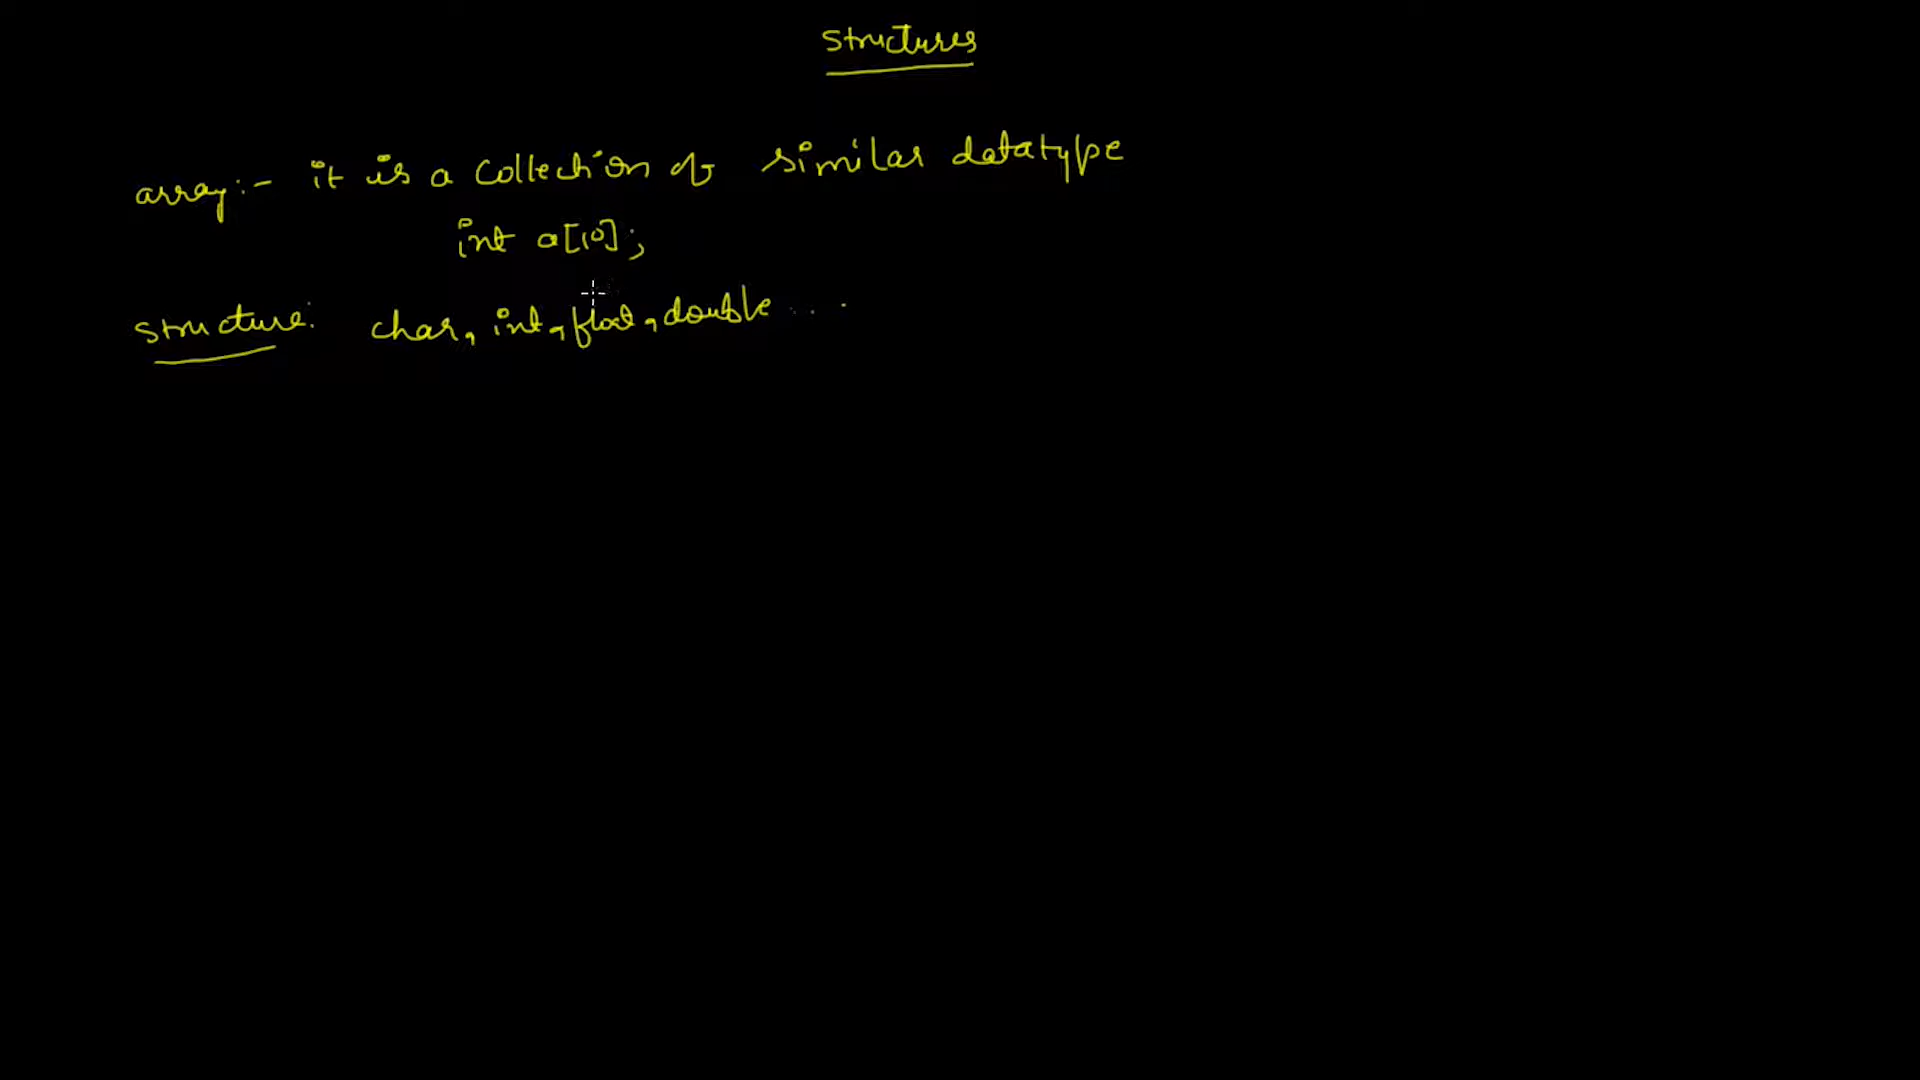 Structures
array:- it is a collection of similar datatype
int a[10];
structure: char, int, float, double ....